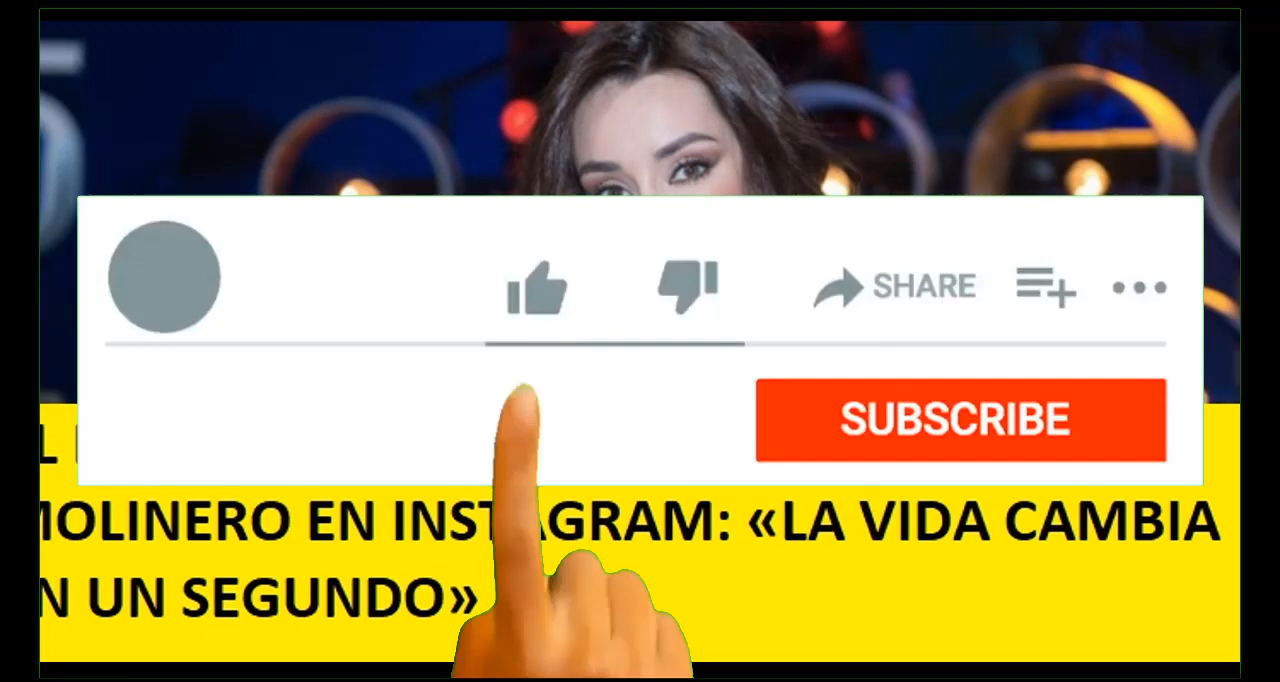 SHARE
SUBSCRIBE
MOLINERO EN INSTAGRAM: «LA VIDA CAMBIA
UN SEGUNDO»